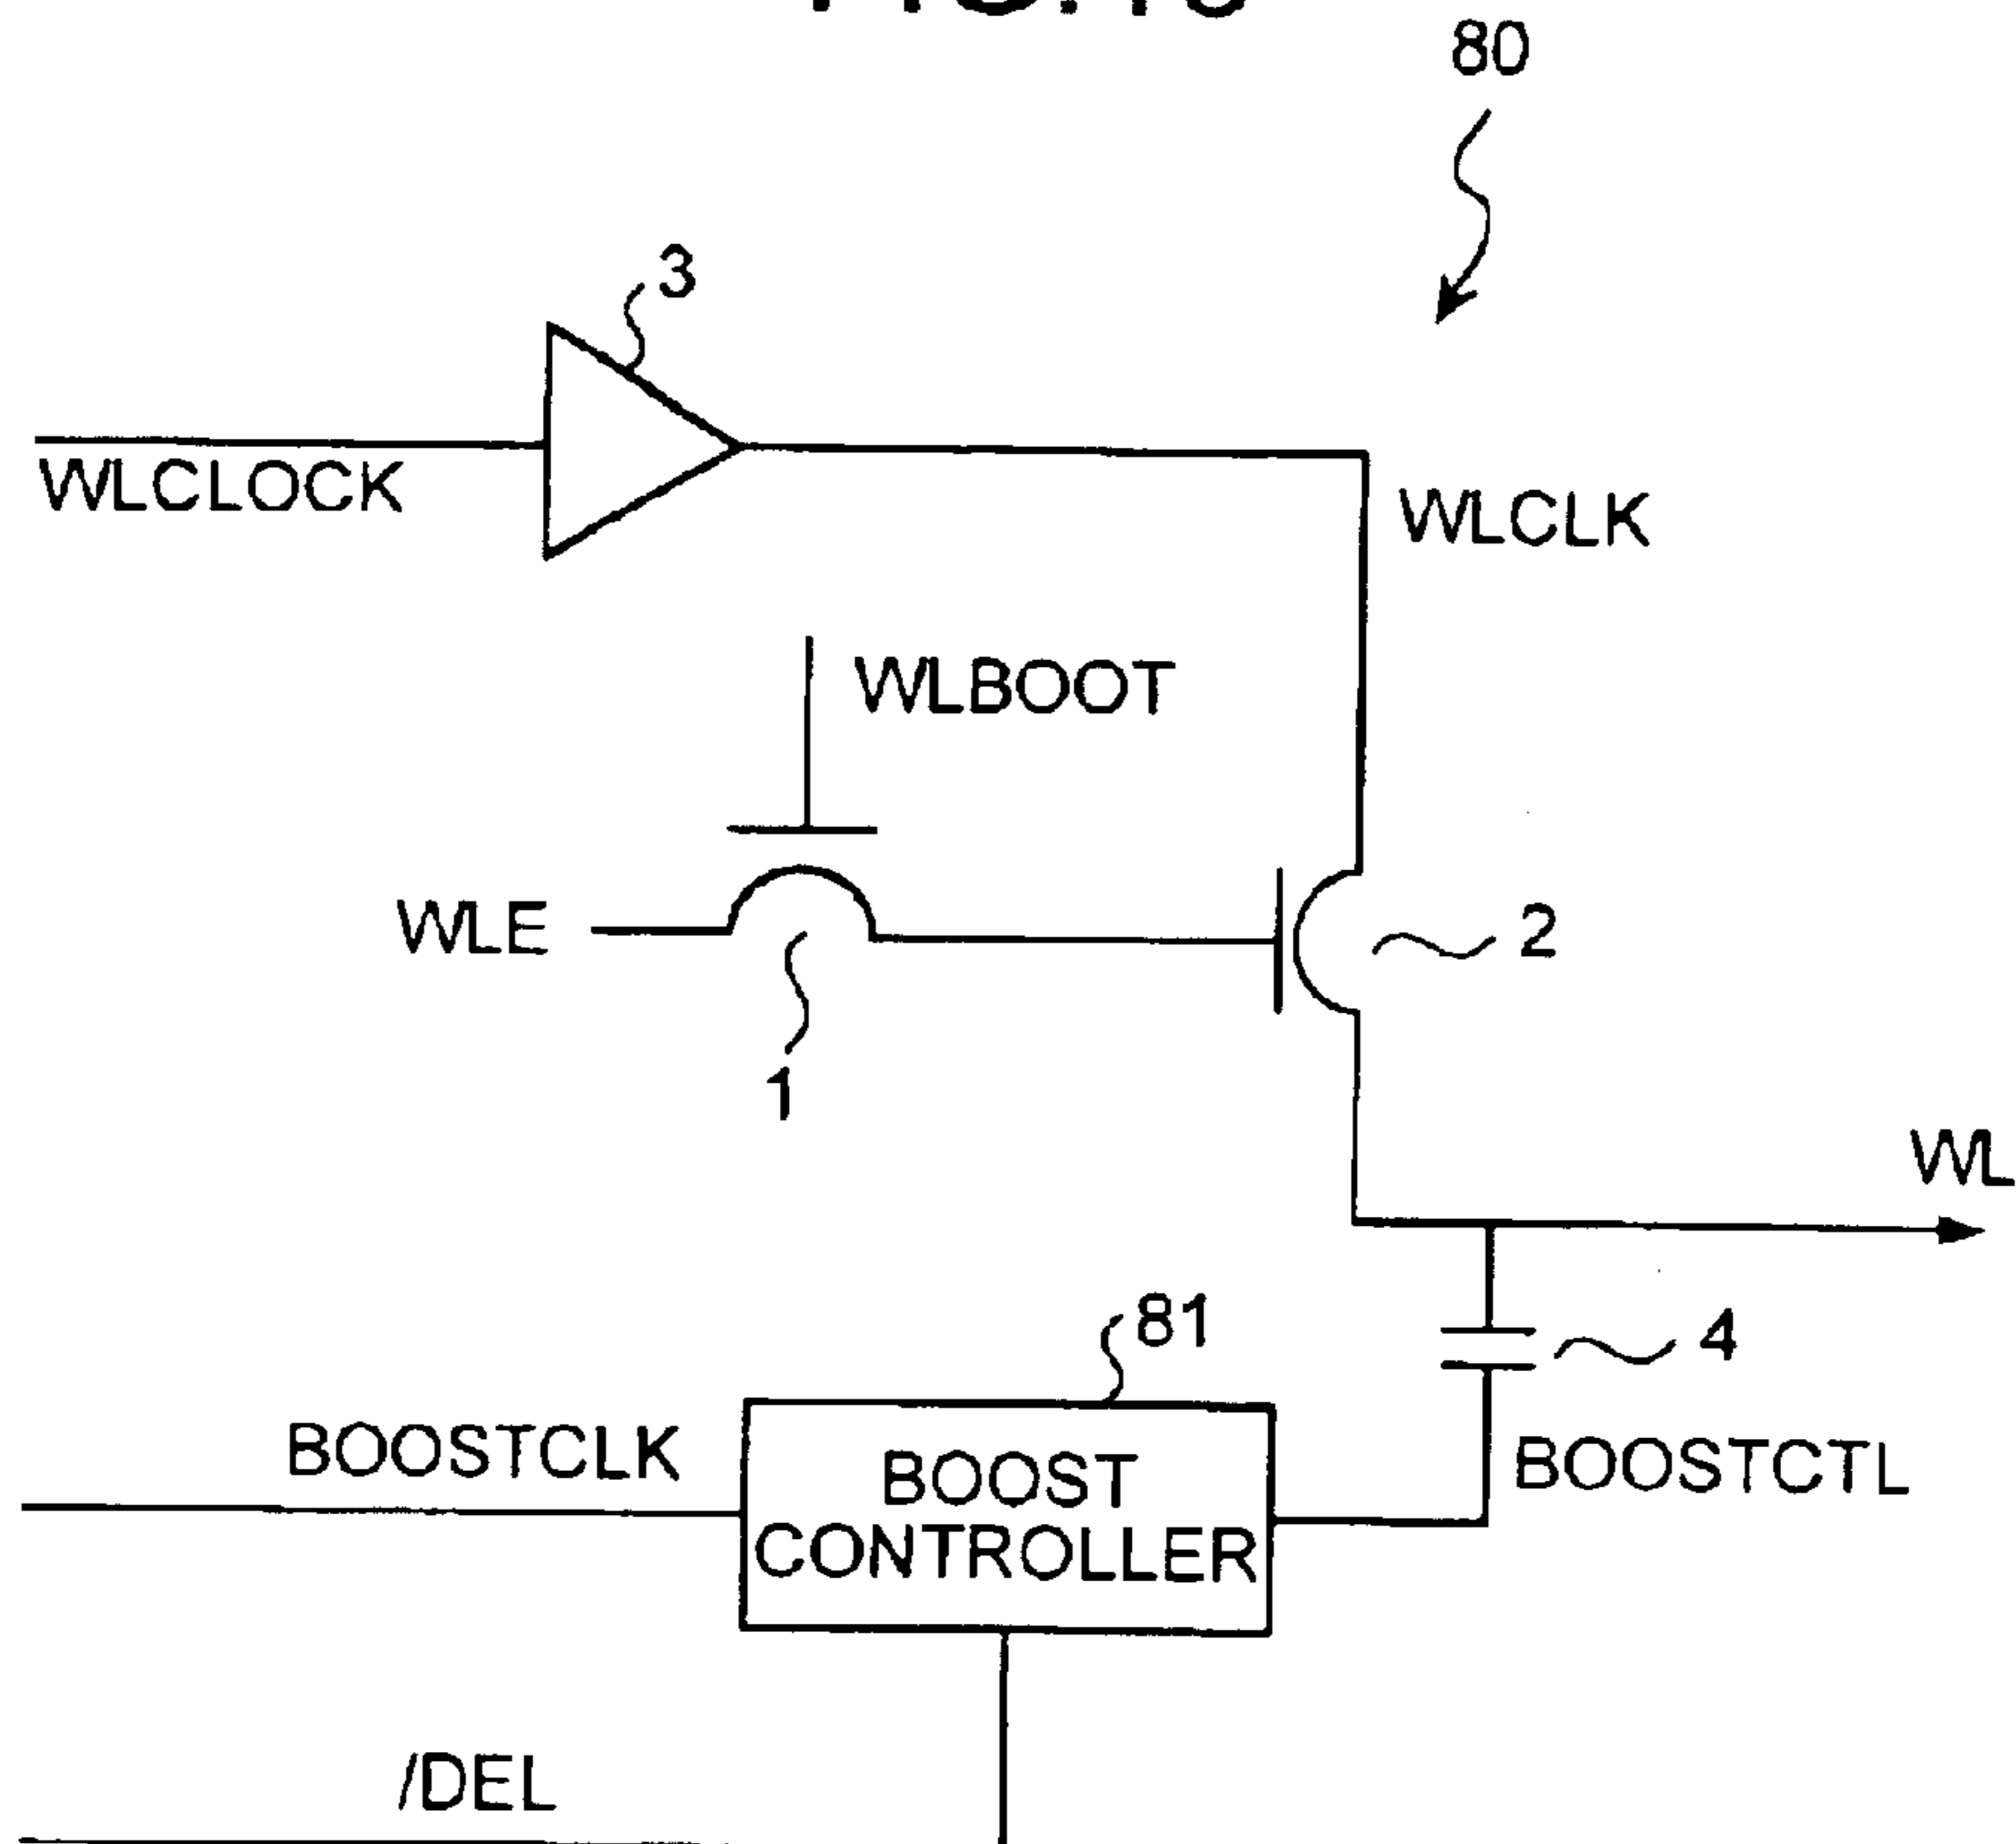 80
3
WLCLOCK
WLCLK
WLBOOT
WLE
2
1
WL
81
4
BOOSTCLK
BOOST
CONTROLLER
BOOSTCTL
/DEL